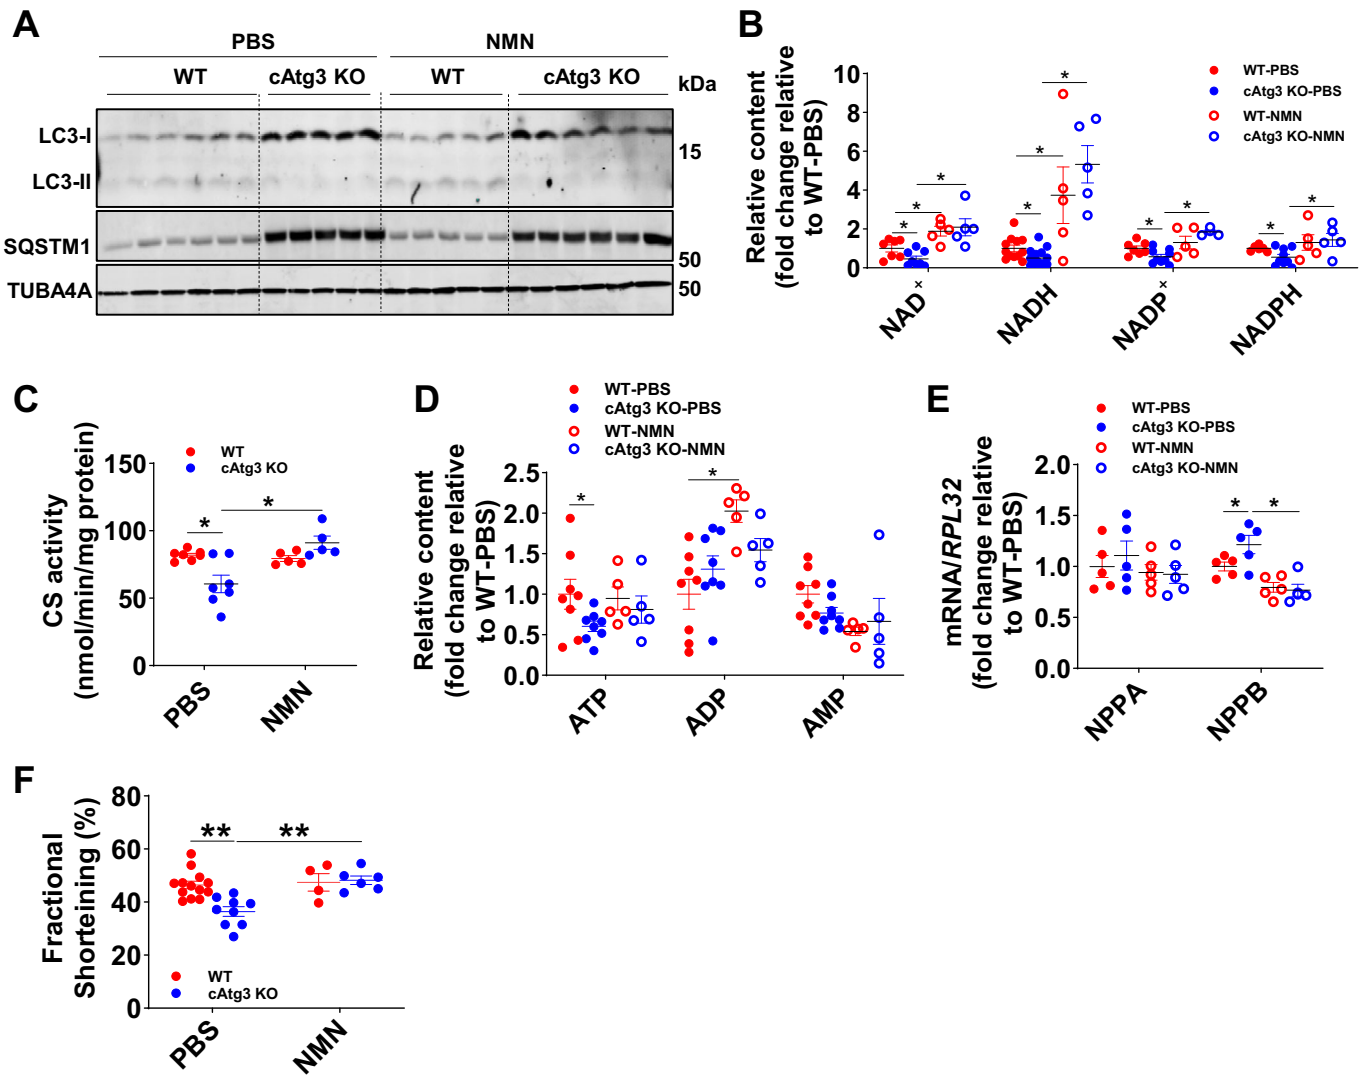 A
PBS
NMN
WT
cAtg3 KO
WT
cAtg3 KO
kDa
LC3-I
15
LC3-II
SQSTM1
50
TUBA4A
50
B
Relative content
(fold change relative
to WT-PBS)
10
8
6
4
2
0
WT-PBS
cAtg3 KO-PBS
WT-NMN
cAtg3 KO-NMN
*
*
*
*
*
*
*
*
*
*
NAD×
NADH
NADP×
NADPH
C
CS activity
(nmol/min/mg protein)
150
100
50
0
WT
cAtg3 KO
*
*
PBS
NMN
D
Relative content
(fold change relative
to WT-PBS)
2.5
2.0
1.5
1.0
0.5
0.0
WT-PBS
cAtg3 KO-PBS
WT-NMN
cAtg3 KO-NMN
*
*
ATP
ADP
AMP
E
mRNA/RPL32
(fold change relative
to WT-PBS)
2.0
1.5
1.0
0.5
0.0
WT-PBS
cAtg3 KO-PBS
WT-NMN
cAtg3 KO-NMN
*
*
NPPA
NPPB
F
Fractional
Shorteining (%)
80
60
40
20
0
**
**
WT
cAtg3 KO
PBS
NMN